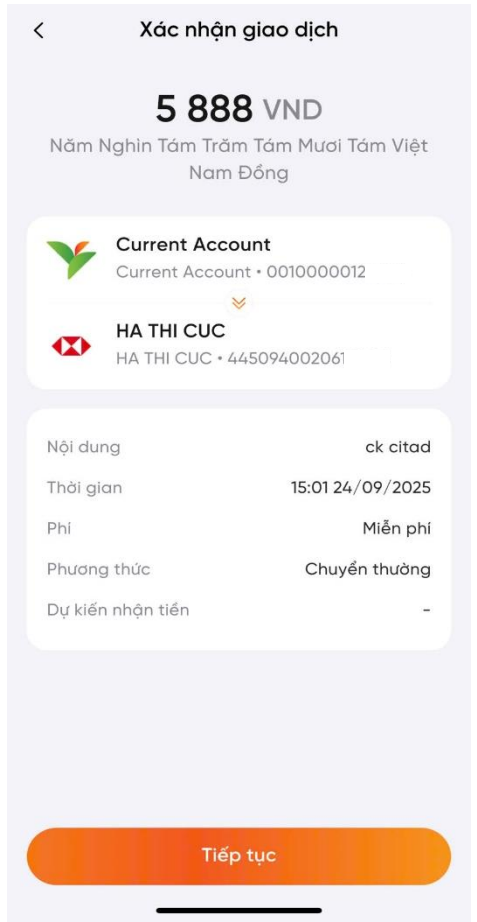 Xác nhận giao dịch
5 888 VND
Năm Nghìn Tám Trăm Tám Mươi Tám Việt
Nam Đồng
Current Account
Current Account • 0010000012
HA THI CUC
HA THI CUC • 445094002061
Nội dung ck citad
Thời gian 15:01 24/09/2025
Phí Miễn phí
Phương thức Chuyển thường
Dự kiến nhận tiền -
Tiếp tục